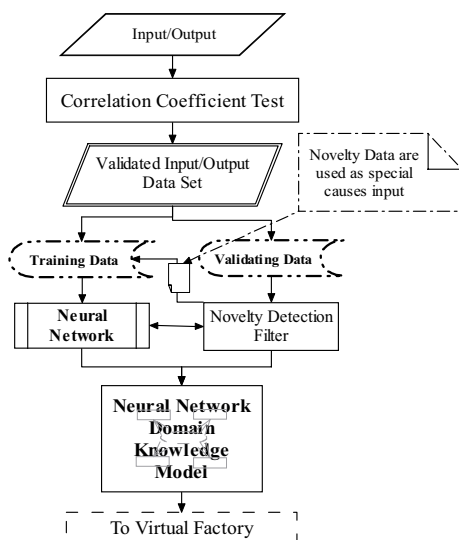 Input/Output
Correlation Coefficient Test
Validated Input/Output
Data Set
Novelty Data are
used as special
causes input
Training Data
Validating Data
Neural
Network
Novelty Detection
Filter
Neural Network
Domain
Knowledge
Model
To Virtual Factory